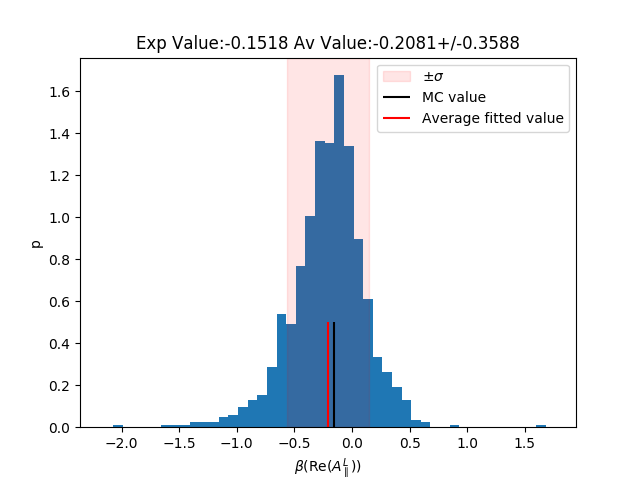 Exp Value:-0.1518 Av Value:-0.2081+/-0.3588
±σ
MC value
Average fitted value
p
1.6
1.4
1.2
1.0
0.8
0.6
0.4
0.2
0.0
−2.0 −1.5 −1.0 −0.5 0.0 0.5 1.0 1.5
β(Re(A_∥^L))